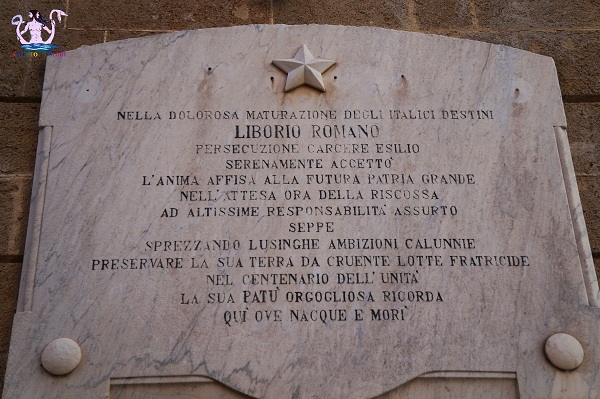 NELLA DOLOROSA MATURAZIONE DEGLI ITALICI DESTINI
LIBORIO ROMANO
PERSECUZIONE CARCERE ESILIO
SERENAMENTE ACCETTÒ
L'ANIMA AFFISA ALLA FUTURA PATRIA GRANDE
NELL'ATTESA ORA DELLA RISCOSSA
AD ALTISSIME RESPONSABILITÀ ASSURTO
SEPPE
SPREZZANDO LUSINGHE AMBIZIONI CALUNNIE
PRESERVARE LA SUA TERRA DA CRUENTE LOTTE FRATRICIDE
NEL CENTENARIO DELL'UNITÀ
LA SUA PATU' ORGOGLIOSA RICORDA
QUÌ OVE NACQUE E MORÌ